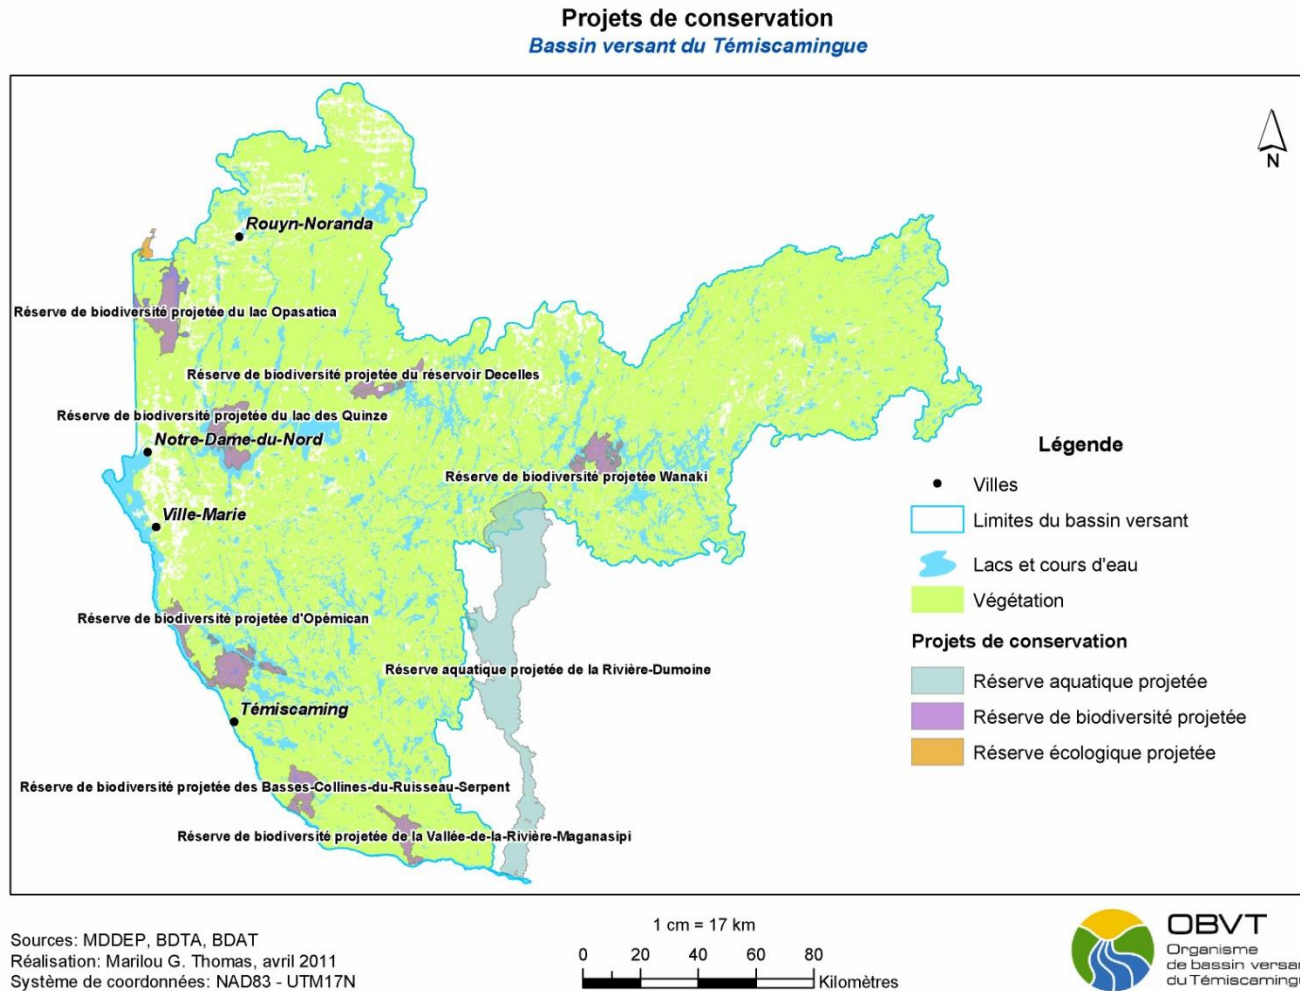 Projets de conservation
Bassin versant du Témiscamingue
N
Rouyn-Noranda
Réserve de biodiversité projetée du lac Opasatica
Réserve de biodiversité projetée du réservoir Decelles
Réserve de biodiversité projetée du lac des Quinze
Notre-Dame-du-Nord
Réserve de biodiversité projetée Wanaki
Ville-Marie
Réserve de biodiversité projetée d'Opémican
Réserve aquatique projetée de la Rivière-Dumoine
Témiscaming
Réserve de biodiversité projetée des Basses-Collines-du-Ruisseau-Serpent
Réserve de biodiversité projetée de la Vallée-de-la-Rivière-Maganasipi
Légende
Villes
Limites du bassin versant
Lacs et cours d'eau
Végétation
Projets de conservation
Réserve aquatique projetée
Réserve de biodiversité projetée
Réserve écologique projetée
Sources: MDDEP, BDTA, BDAT
Réalisation: Marilou G. Thomas, avril 2011
Système de coordonnées: NAD83 - UTM17N
1 cm = 17 km
0 20 40 60 80
Kilomètres
OBVT
Organisme
de bassin versant
du Témiscamingue